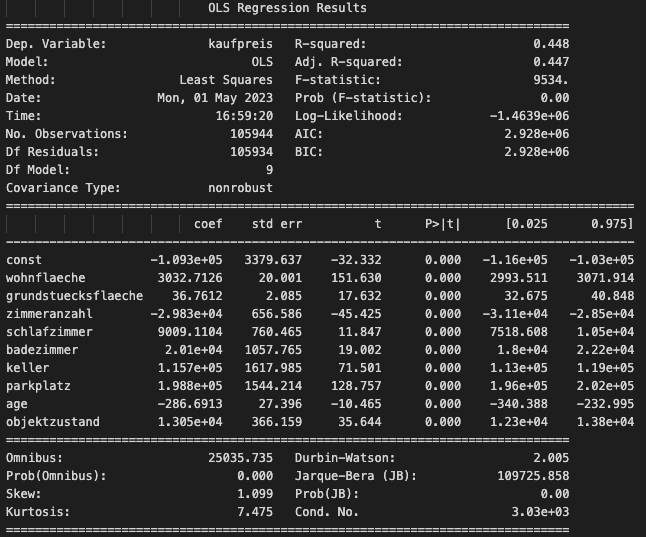 OLS Regression Results
==============================================================================
Dep. Variable:              kaufpreis   R-squared:                       0.448
Model:                            OLS   Adj. R-squared:                  0.447
Method:                 Least Squares   F-statistic:                     9534.
Date:                Mon, 01 May 2023   Prob (F-statistic):               0.00
Time:                        16:59:20   Log-Likelihood:            -1.4639e+06
No. Observations:              105944   AIC:                         2.928e+06
Df Residuals:                  105934   BIC:                         2.928e+06
Df Model:                           9
Covariance Type:            nonrobust
=======================================================================================
                          coef    std err          t      P>|t|      [0.025      0.975]
---------------------------------------------------------------------------------------
const               -1.093e+05   3379.637    -32.332      0.000   -1.16e+05   -1.03e+05
wohnflaeche          3032.7126     20.001    151.630      0.000    2993.511    3071.914
grundstuecksflaeche    36.7612      2.085     17.632      0.000      32.675      40.848
zimmeranzahl        -2.983e+04    656.586    -45.425      0.000   -3.11e+04   -2.85e+04
schlafzimmer         9009.1104    760.465     11.847      0.000    7518.608    1.05e+04
badezimmer            2.01e+04   1057.765     19.002      0.000     1.8e+04    2.22e+04
keller               1.157e+05   1617.985     71.501      0.000    1.13e+05    1.19e+05
parkplatz            1.988e+05   1544.214    128.757      0.000    1.96e+05    2.02e+05
age                  -286.6913     27.396    -10.465      0.000    -340.388    -232.995
objektzustand        1.305e+04    366.159     35.644      0.000    1.23e+04    1.38e+04
==============================================================================
Omnibus:                    25035.735   Durbin-Watson:                   2.005
Prob(Omnibus):                  0.000   Jarque-Bera (JB):           109725.858
Skew:                           1.099   Prob(JB):                         0.00
Kurtosis:                       7.475   Cond. No.                     3.03e+03
==============================================================================